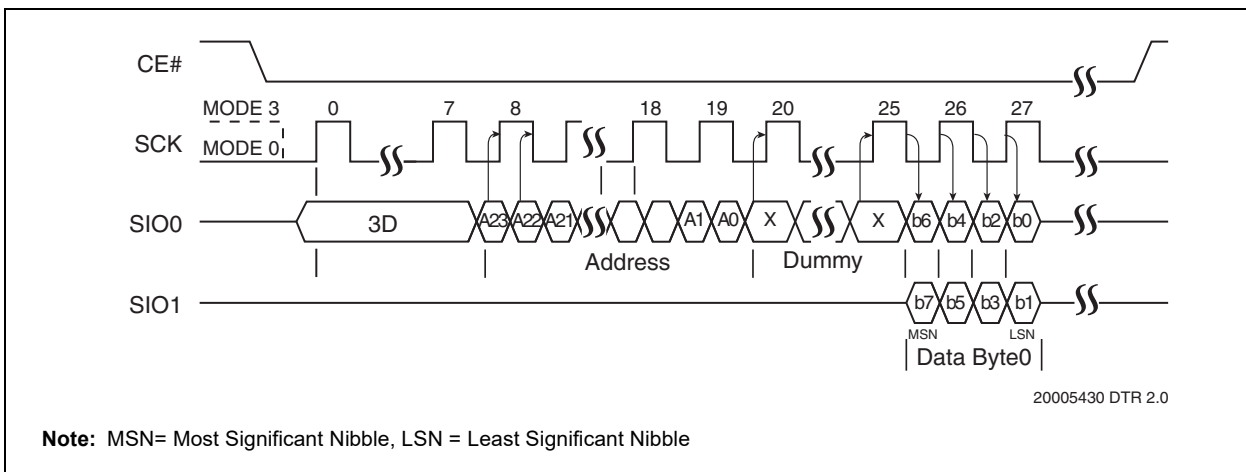 CE#
MODE 3 0 7 8 18 19 20 25 26 27
SCK
MODE 0
SIO0 3D A23 A22 A21 A1 A0 X X b6 b4 b2 b0
Address Dummy
SIO1 b7 b5 b3 b1
MSN LSN
Data Byte0
20005430 DTR 2.0
Note: MSN= Most Significant Nibble, LSN = Least Significant Nibble